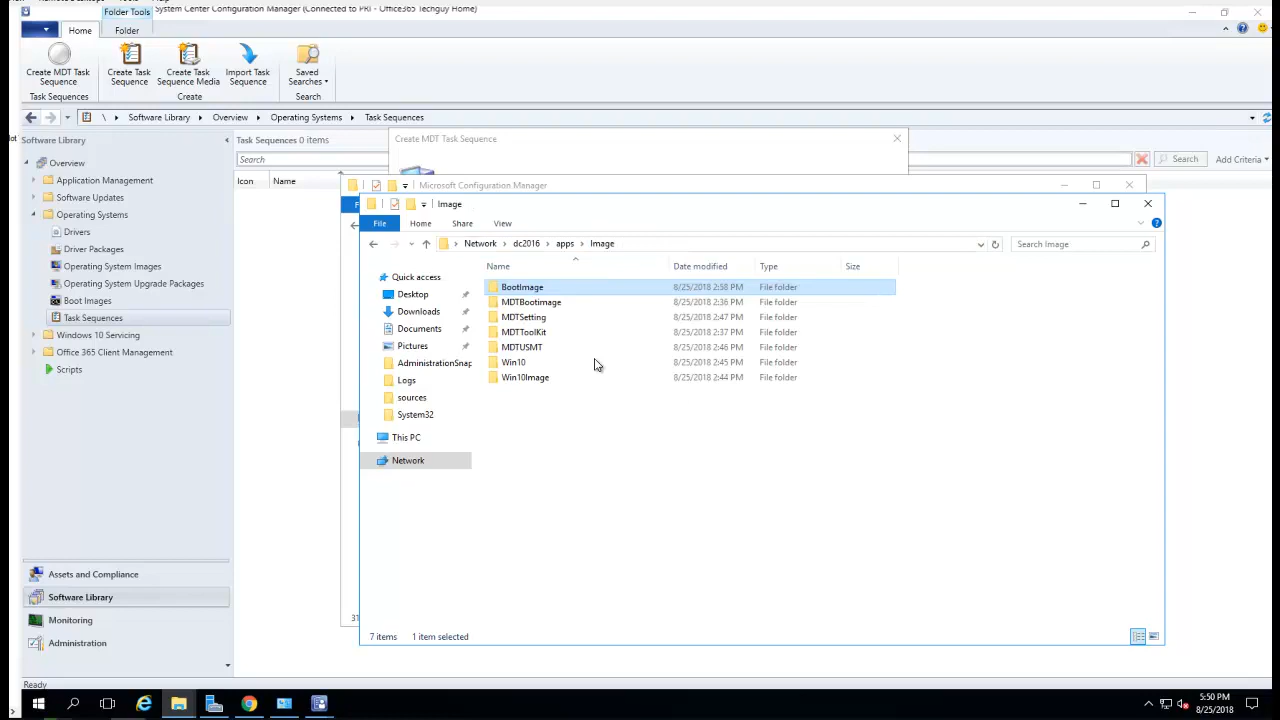 Folder Tools
System Center Configuration Manager (Connected to PRI - Office365 Techguy Home)
Home
Folder
Create MDT Task Sequence
Create Task Sequence
Create Task Sequence Media
Import Task Sequence
Saved Searches
Task Sequences
Create
Search
\ Software Library Overview Operating Systems Task Sequences
Software Library
Overview
Application Management
Software Updates
Operating Systems
Drivers
Driver Packages
Operating System Images
Operating System Upgrade Packages
Boot Images
Task Sequences
Windows 10 Servicing
Office 365 Client Management
Scripts
Assets and Compliance
Software Library
Monitoring
Administration
Task Sequences 0 items
Search
Search
Add Criteria
Icon Name
Create MDT Task Sequence
Microsoft Configuration Manager
F
31
Image
File Home Share View
Network dc2016 apps Image
Search Image
Quick access
Desktop
Downloads
Documents
Pictures
AdministrationSnap
Logs
sources
System32
This PC
Network
Name Date modified Type Size
BootImage 8/25/2018 2:58 PM File folder
MDTBootimage 8/25/2018 2:36 PM File folder
MDTSetting 8/25/2018 2:47 PM File folder
MDTToolKit 8/25/2018 2:37 PM File folder
MDTUSMT 8/25/2018 2:46 PM File folder
Win10 8/25/2018 2:45 PM File folder
Win10Image 8/25/2018 2:44 PM File folder
7 items 1 item selected
Ready
5:50 PM
8/25/2018